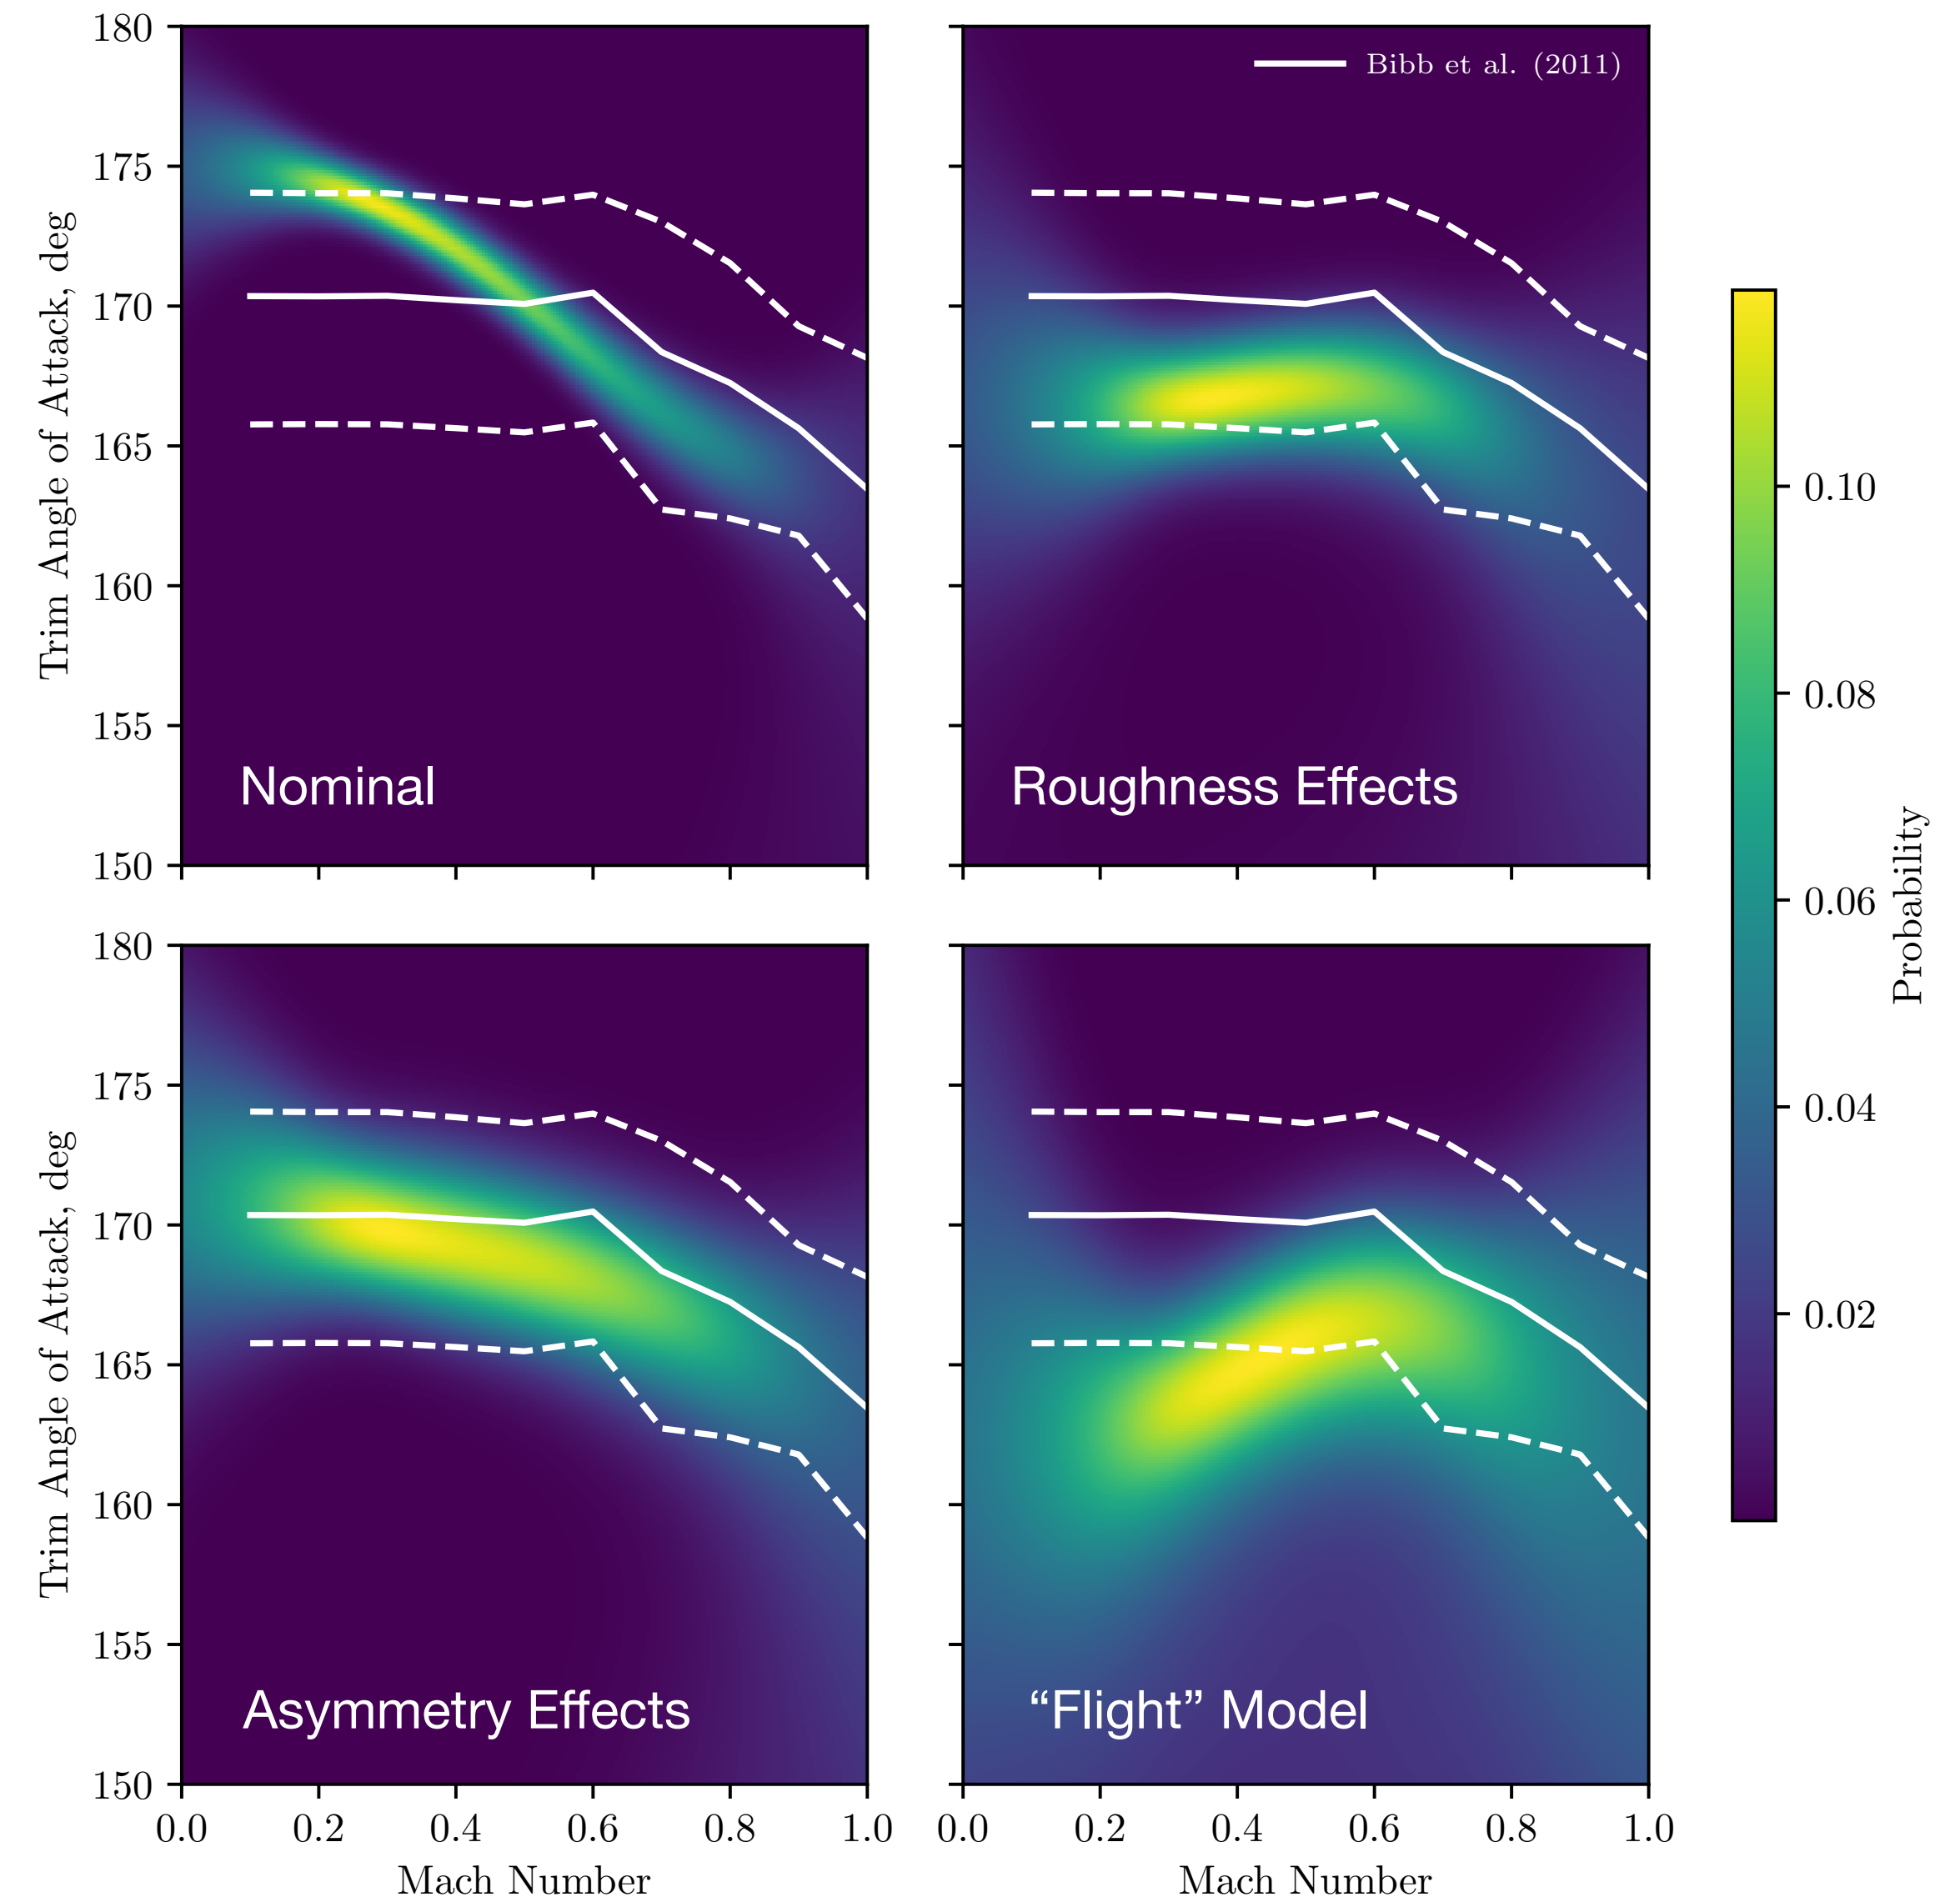 180
175
170
165
160
155
150
Trim Angle of Attack, deg
Nominal
Bibb et al. (2011)
Roughness Effects
180
175
170
165
160
155
150
Trim Angle of Attack, deg
Asymmetry Effects
0.0 0.2 0.4 0.6 0.8 1.0
Mach Number
“Flight” Model
0.0 0.2 0.4 0.6 0.8 1.0
Mach Number
0.10
0.08
0.06
0.04
0.02
Probability